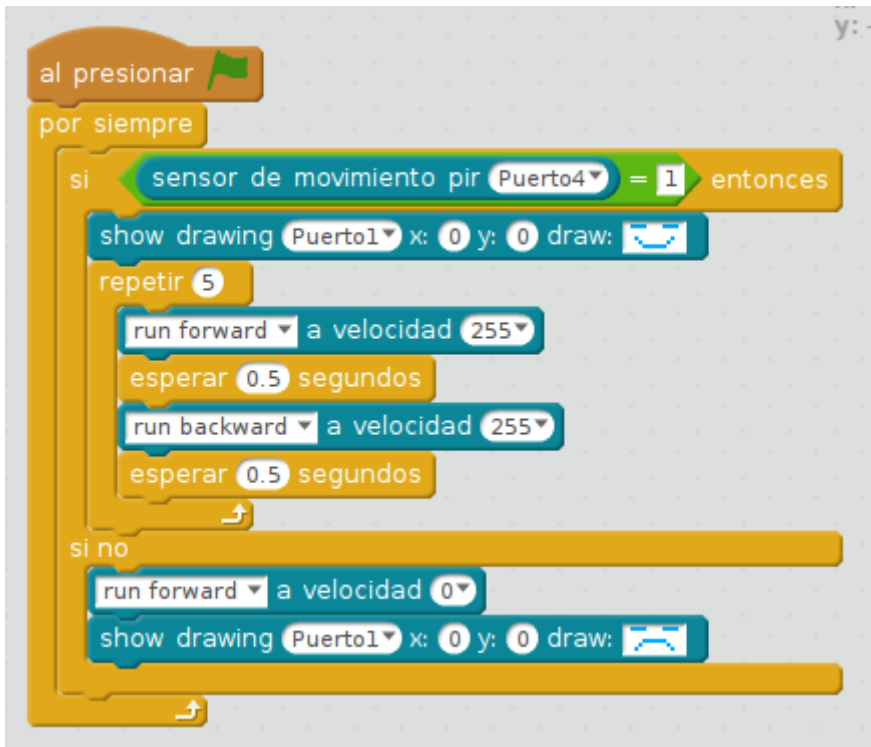 y: -
al presionar
por siempre
si sensor de movimiento pir Puerto4 = 1 entonces
show drawing Puerto1 x: 0 y: 0 draw:
repetir 5
run forward a velocidad 255
esperar 0.5 segundos
run backward a velocidad 255
esperar 0.5 segundos
si no
run forward a velocidad 0
show drawing Puerto1 x: 0 y: 0 draw: